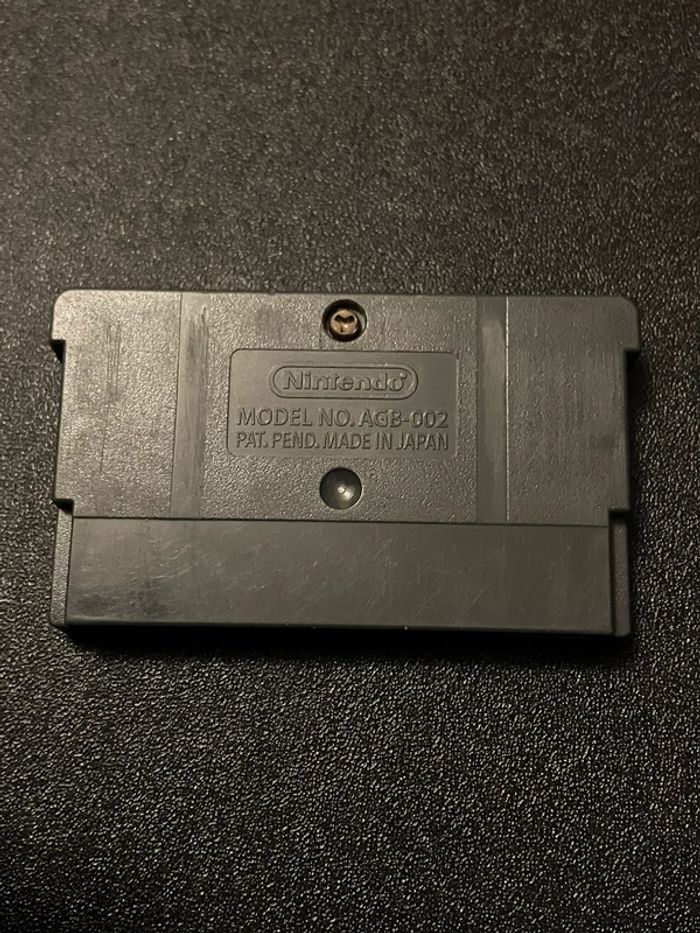 Nintendo
MODEL NO. AGB-002
PAT. PEND. MADE IN JAPAN